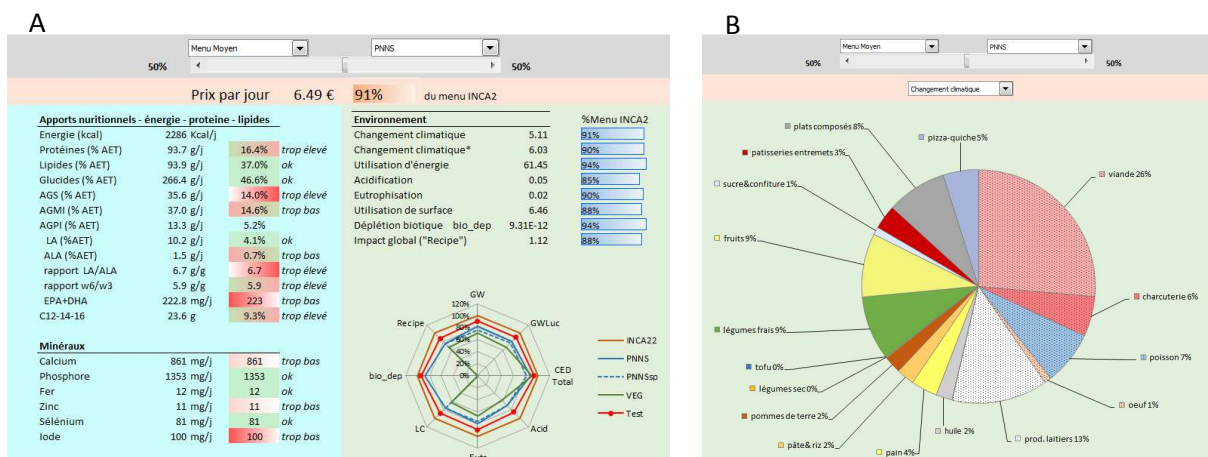 A
Menu Moyen PNNS
50% 50%
Prix par jour 6.49 € 91% du menu INCA2
Apports nuritionnels - énergie - proteine - lipides
Energie (kcal) 2286 Kcal/j
Protéines (% AET) 93.7 g/j 16.4% trop élevé
Lipides (% AET) 93.9 g/j 37.0% ok
Glucides (% AET) 266.4 g/j 46.6% ok
AGS (% AET) 35.6 g/j 14.0% trop élevé
AGMI (% AET) 37.0 g/j 14.6% trop bas
AGPI (% AET) 13.3 g/j 5.2%
LA (%AET) 10.2 g/j 4.1% ok
ALA (%AET) 1.5 g/j 0.7% trop bas
rapport LA/ALA 6.7 g/g 6.7 trop élevé
rapport w6/w3 5.9 g/g 5.9 trop élevé
EPA+DHA 222.8 mg/j 223 trop bas
C12-14-16 23.6 g 9.3% trop élevé
Minéraux
Calcium 861 mg/j 861 trop bas
Phosphore 1353 mg/j 1353 ok
Fer 12 mg/j 12 ok
Zinc 11 mg/j 11 trop bas
Sélénium 81 mg/j 81 ok
Iode 100 mg/j 100 trop bas
Environnement %Menu INCA2
Changement climatique 5.11 91%
Changement climatique* 6.03 90%
Utilisation d'énergie 61.45 94%
Acidification 0.05 85%
Eutrophisation 0.02 90%
Utilisation de surface 6.46 88%
Déplétion biotique bio_dep 9.31E-12 94%
Impact global ("Recipe") 1.12 88%
GW
120%
100%
80%
60%
40%
20%
0%
GWLuc
CED Total
Acid
LC
bio_dep
Recipe
INCA22
PNNS
PNNSsp
VEG
Test
B
Menu Moyen PNNS
50% 50%
Changement climatique
plats composés 8%
pizza-quiche 5%
patisseries entremets 3%
viande 26%
sucre&confiture 1%
fruits 9%
charcuterie 6%
légumes frais 9%
poisson 7%
tofu 0%
légumes sec 0%
oeuf 1%
pommes de terre 2%
prod. laitiers 13%
pâte& riz 2%
huile 2%
pain 4%